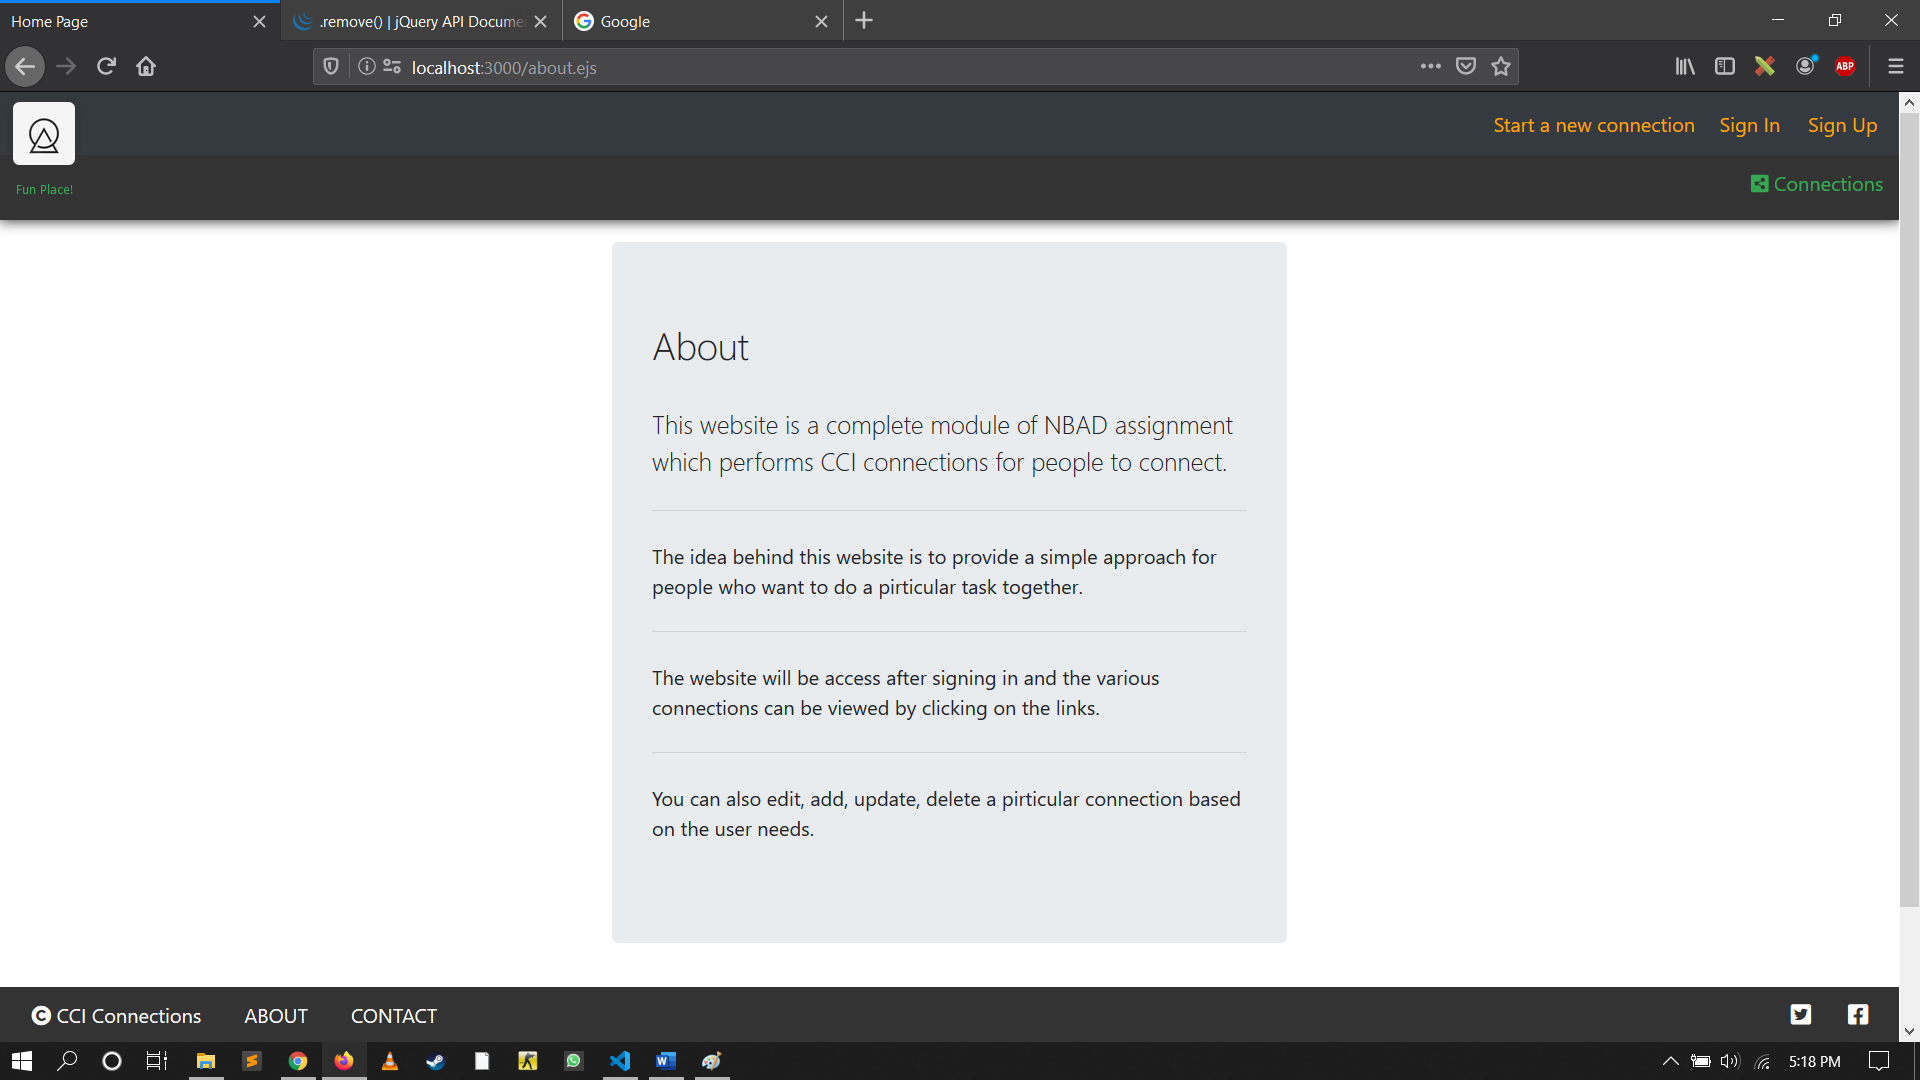 Home Page
.remove() | jQuery API Docume
Google
localhost:3000/about.ejs
ABP
Start a new connection
Sign In
Sign Up
Fun Place!
Connections
About
This website is a complete module of NBAD assignment
which performs CCI connections for people to connect.
The idea behind this website is to provide a simple approach for
people who want to do a pirticular task together.
The website will be access after signing in and the various
connections can be viewed by clicking on the links.
You can also edit, add, update, delete a pirticular connection based
on the user needs.
CCI Connections
ABOUT
CONTACT
5:18 PM